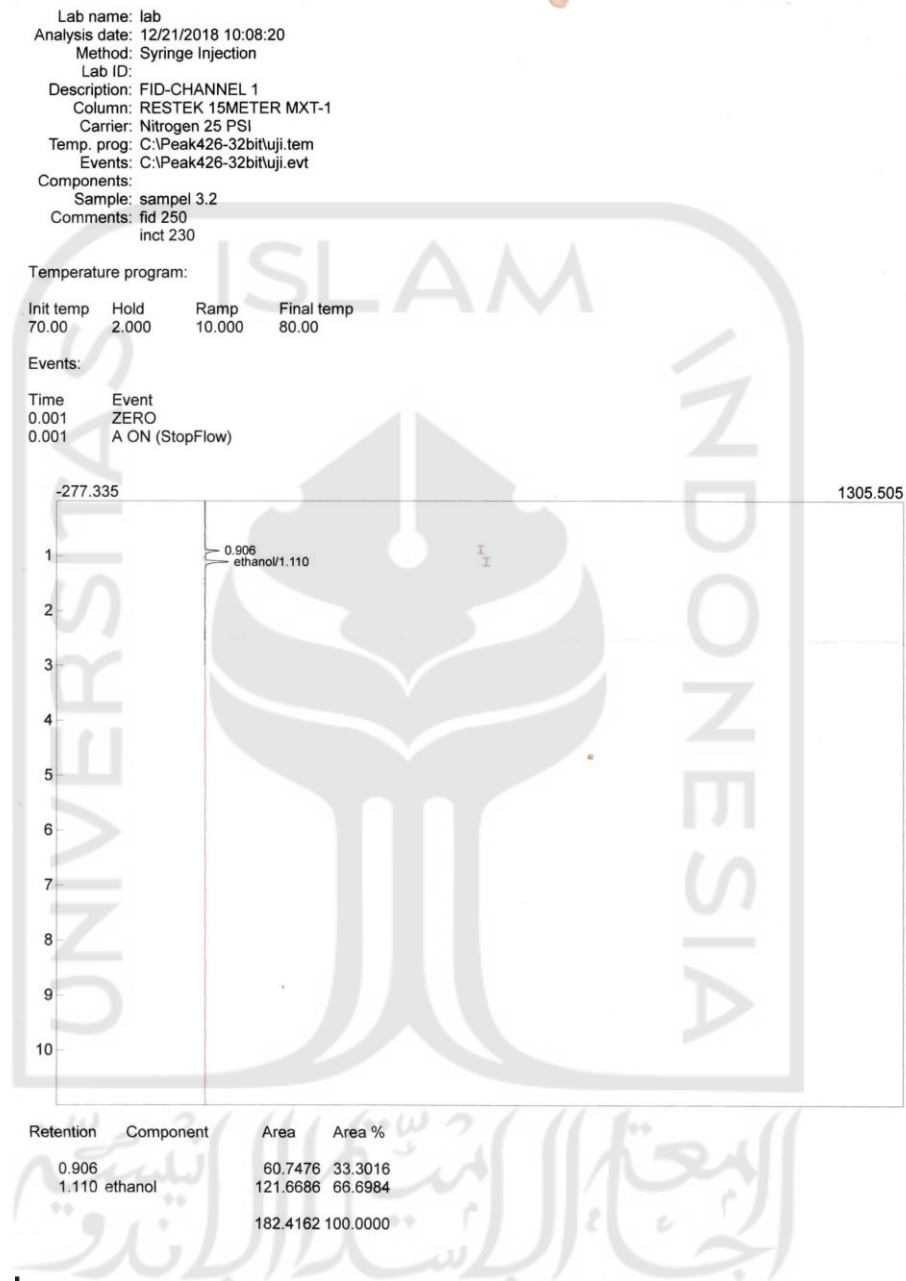 Lab name: lab
Analysis date: 12/21/2018 10:08:20
Method: Syringe Injection
Lab ID:
Description: FID-CHANNEL 1
Column: RESTEK 15METER MXT-1
Carrier: Nitrogen 25 PSI
Temp. prog: C:\Peak426-32bit\uji.tem
Events: C:\Peak426-32bit\uji.evt
Components:
Sample: sampel 3.2
Comments: fid 250
inct 230
ISLAM
UNIVERSITAS
INDONESIA
Temperature program:
Init temp Hold Ramp Final temp
70.00 2.000 10.000 80.00
Events:
Time Event
0.001 ZERO
0.001 A ON (StopFlow)
-277.335 1305.505
0.906
1
ethanol/1.110
2
3
4
5
6
7
8
9
10
Retention Component Area Area %
0.906 60.7476 33.3016
1.110 ethanol 121.6686 66.6984
182.4162 100.0000